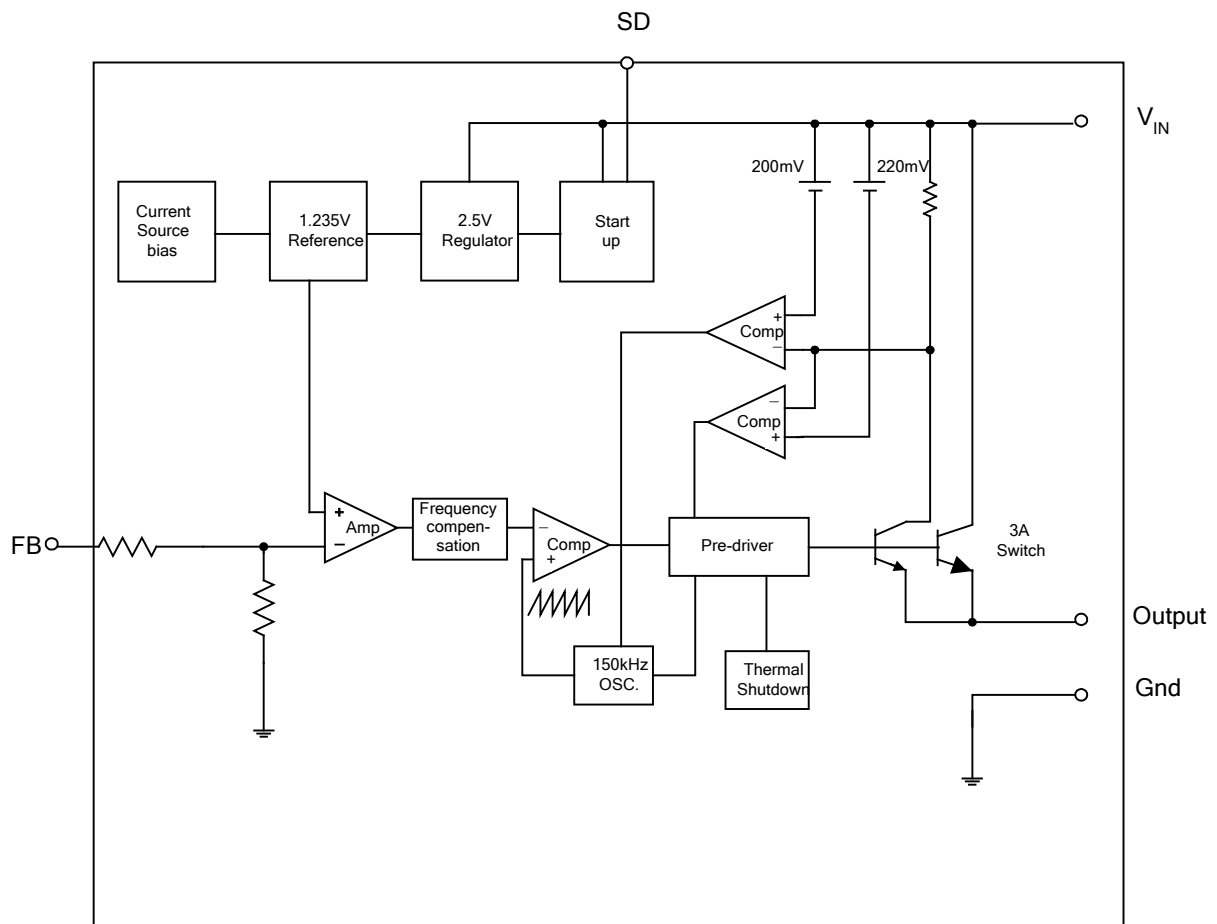 SD
V_IN
200mV
220mV
Current
Source
bias
1.235V
Reference
2.5V
Regulator
Start
up
+
Comp
−
−
Comp
+
FB
+
Amp
−
Frequency
compen-
sation
−
Comp
+
Pre-driver
3A
Switch
Output
150kHz
OSC.
Thermal
Shutdown
Gnd